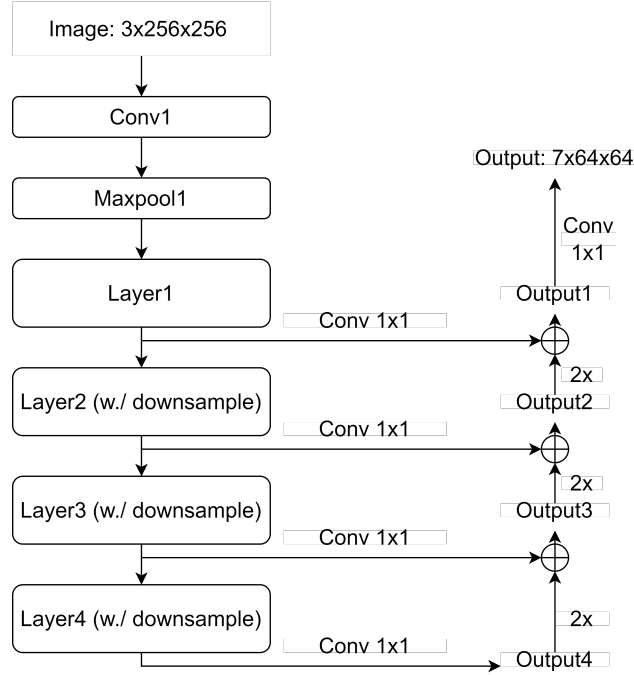 Image: 3x256x256
Conv1
Maxpool1
Layer1
Conv 1x1
Layer2 (w./ downsample)
Conv 1x1
Layer3 (w./ downsample)
Conv 1x1
Layer4 (w./ downsample)
Conv 1x1
Output: 7x64x64
Conv
1x1
Output1
2x
Output2
2x
Output3
2x
Output4